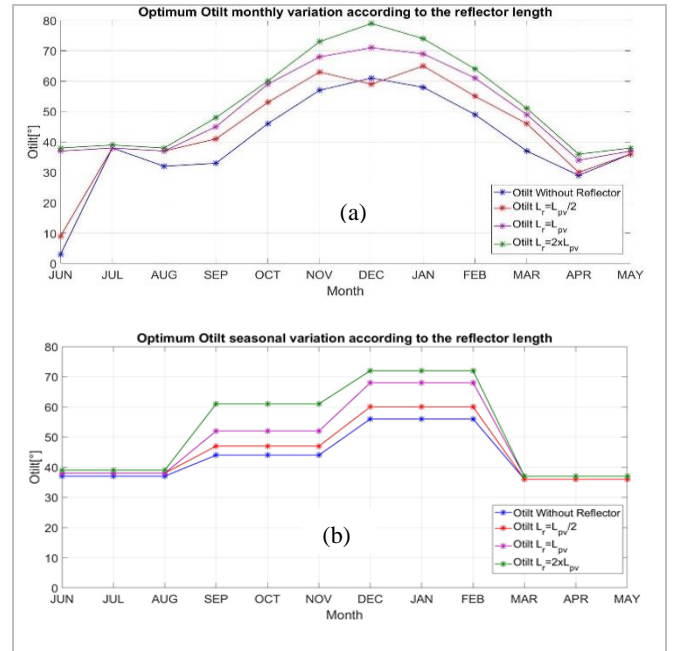 Optimum Otilt monthly variation according to the reflector length
80
70
60
50
40
30
20
10
0
Otilt[°]
(a)
Otilt Without Reflector
Otilt Lr=Lpv/2
Otilt Lr=Lpv
Otilt Lr=2xLpv
JUN JUL AUG SEP OCT NOV DEC JAN FEB MAR APR MAY
Month
Optimum Otilt seasonal variation according to the reflector length
80
70
60
50
40
30
20
10
0
Otilt[°]
(b)
Otilt Without Reflector
Otilt Lr=Lpv/2
Otilt Lr=Lpv
Otilt Lr=2xLpv
JUN JUL AUG SEP OCT NOV DEC JAN FEB MAR APR MAY
Month